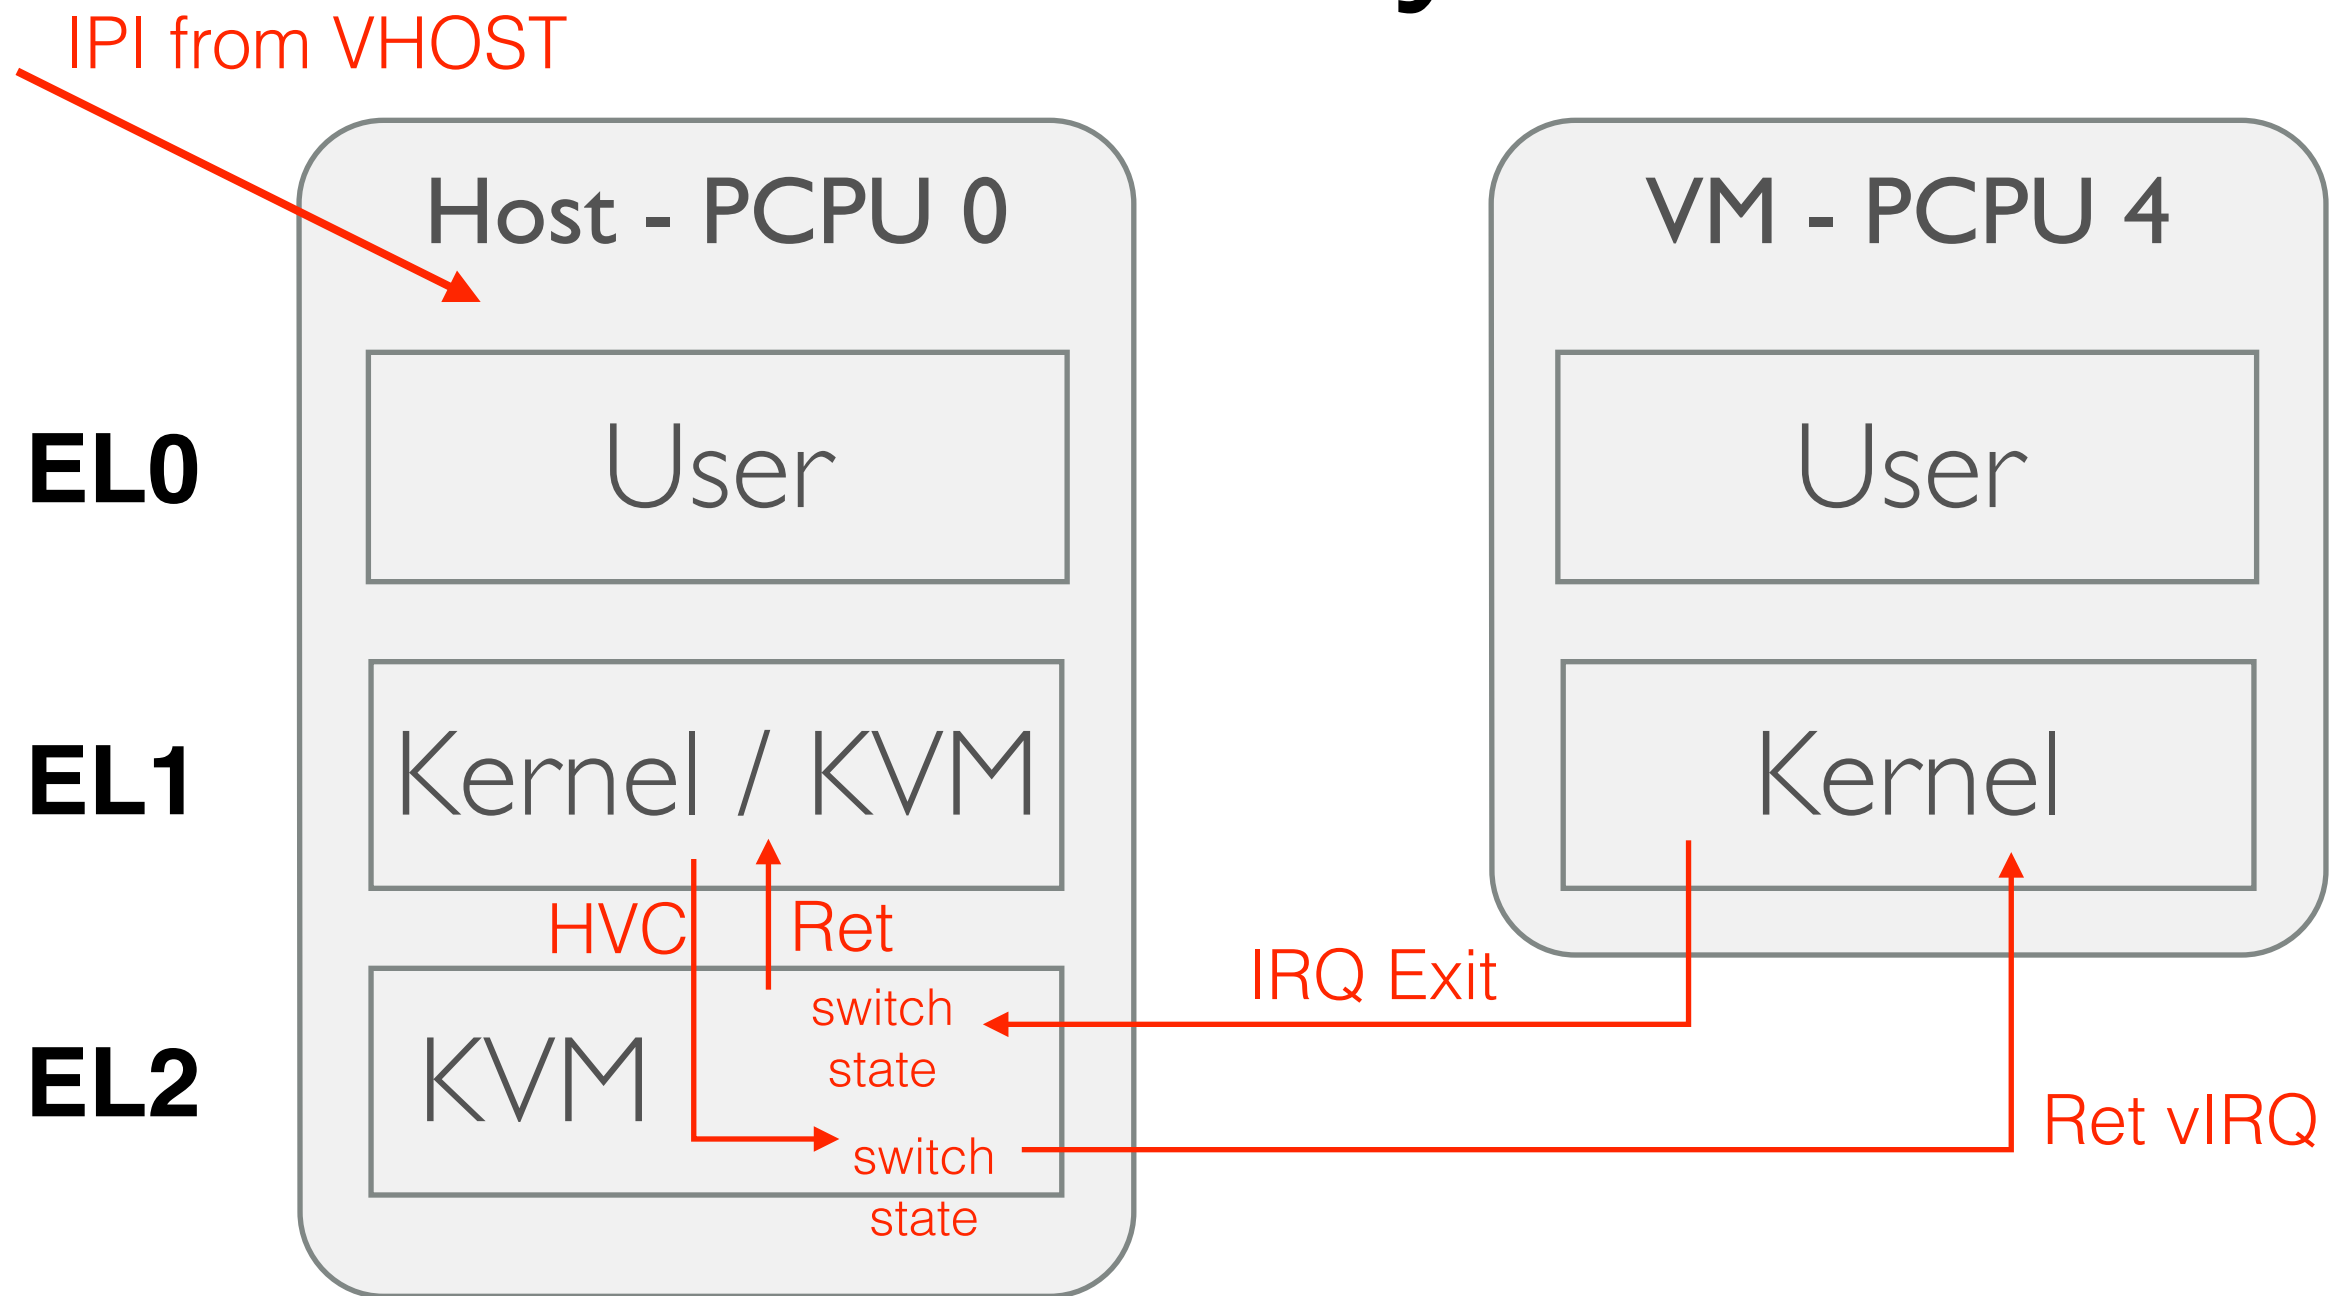 IPI from VHOST
Host - PCPU 0
VM - PCPU 4
EL0
User
User
EL1
Kernel / KVM
Kernel
HVC
Ret
IRQ Exit
EL2
KVM
switch
state
switch
state
Ret vIRQ